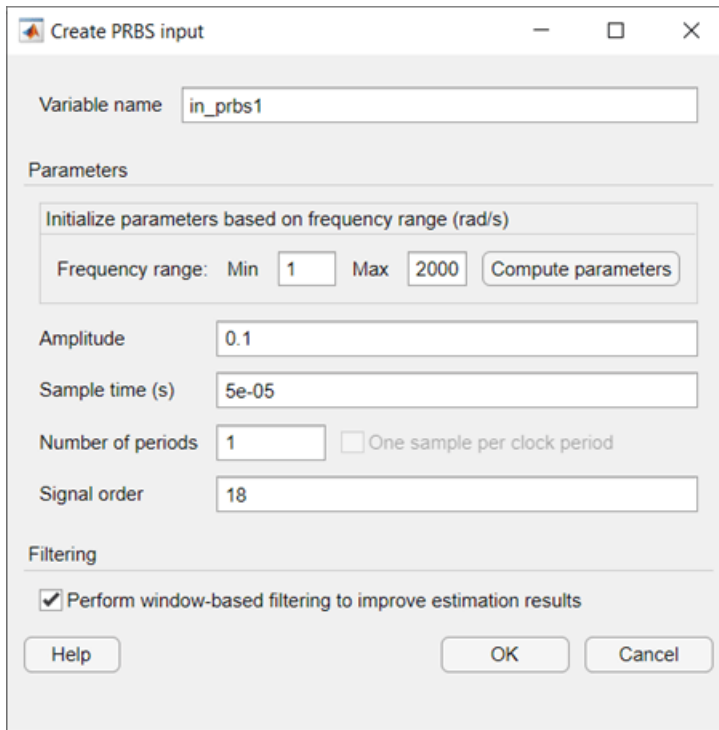 Create PRBS input
Variable name in_prbs1
Parameters
Initialize parameters based on frequency range (rad/s)
Frequency range: Min 1 Max 2000 Compute parameters
Amplitude 0.1
Sample time (s) 5e-05
Number of periods 1 One sample per clock period
Signal order 18
Filtering
Perform window-based filtering to improve estimation results
Help OK Cancel